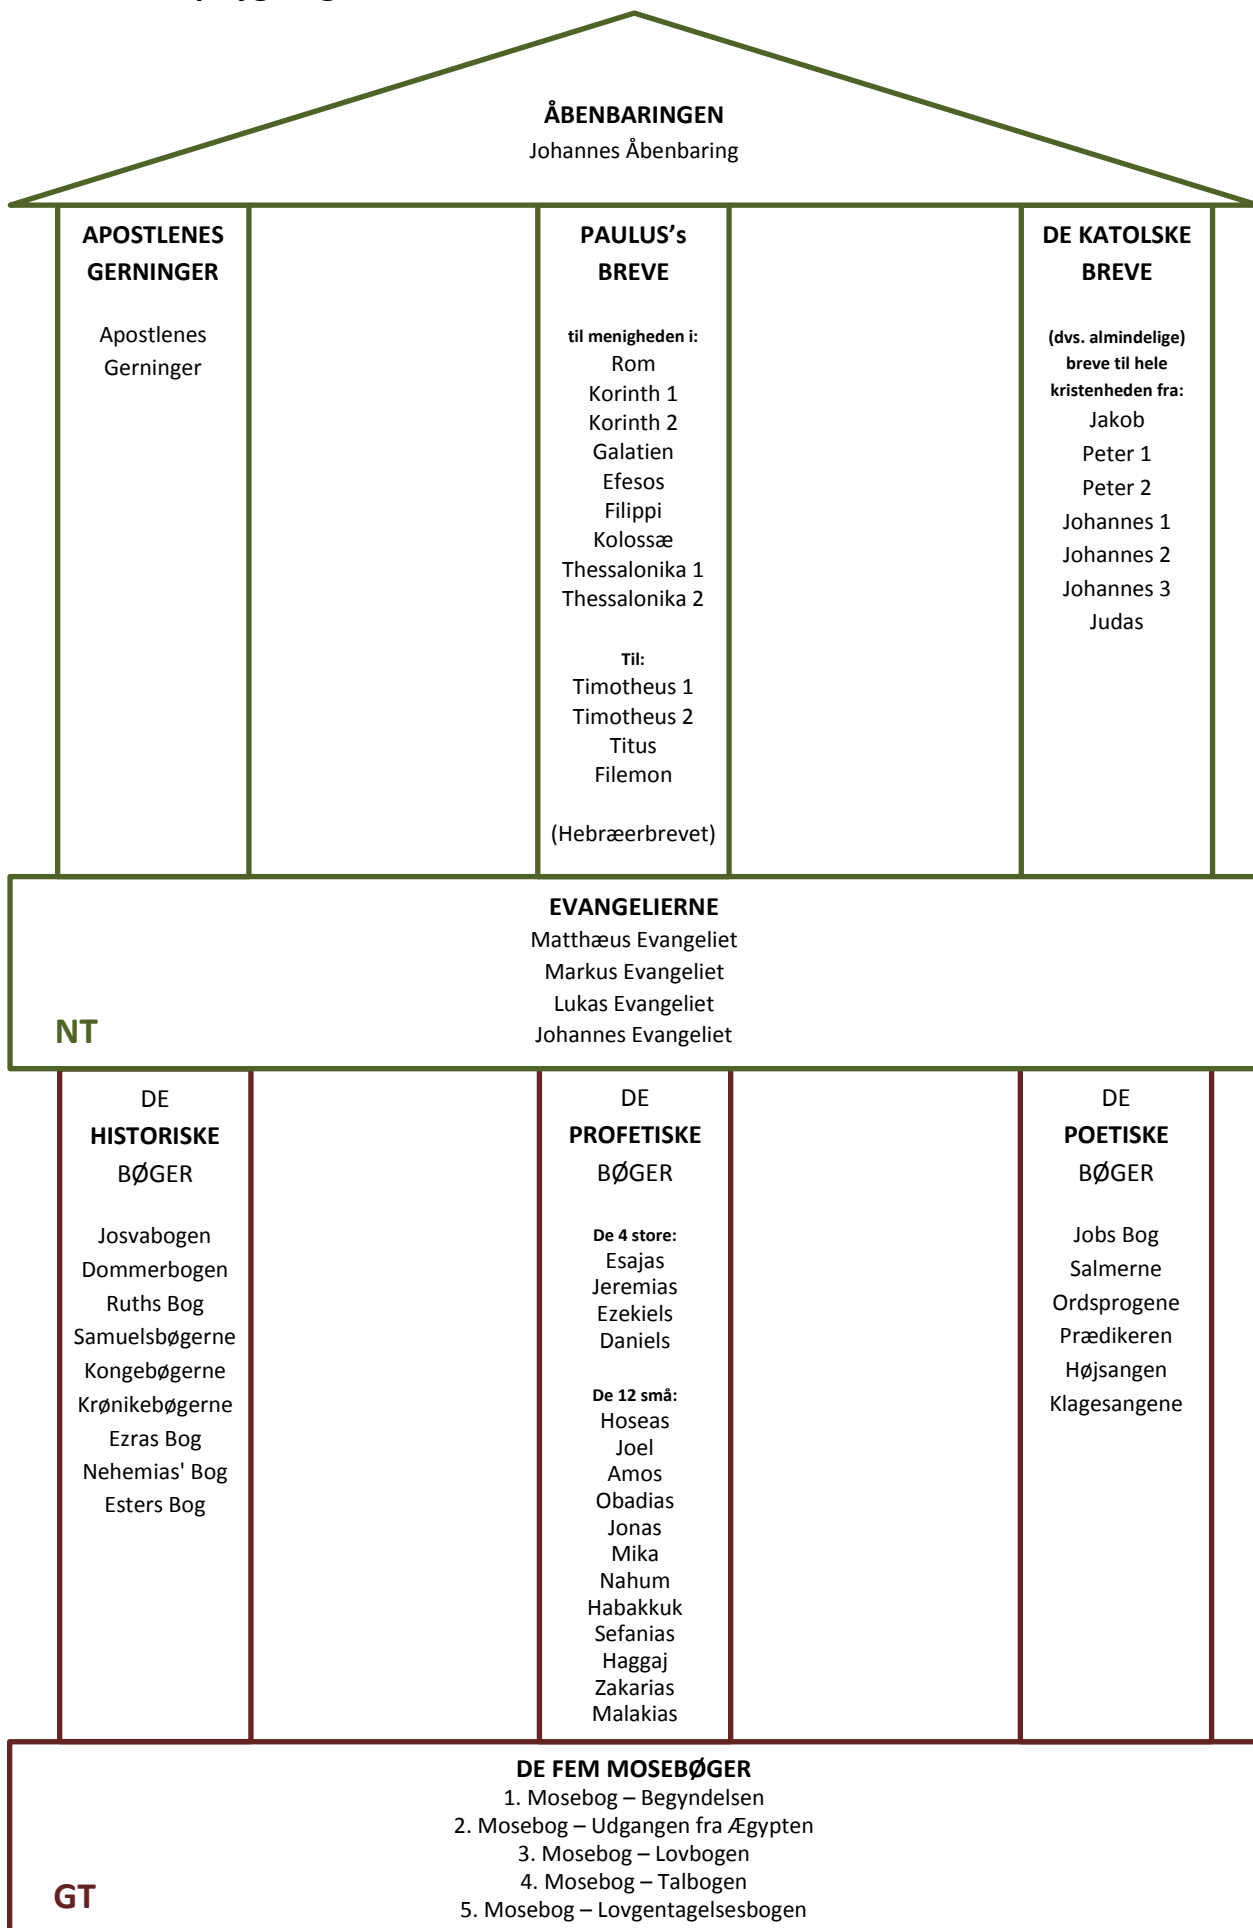 ÅBENBARINGEN
Johannes Åbenbaring
APOSTLENES
GERNINGER
Apostlenes
Gerninger
PAULUS's
BREVE
til menigheden i:
Rom
Korinth 1
Korinth 2
Galatien
Efesos
Filippi
Kolossæ
Thessalonika 1
Thessalonika 2
Til:
Timotheus 1
Timotheus 2
Titus
Filemon
(Hebræerbrevet)
DE KATOLSKE
BREVE
(dvs. almindelige)
breve til hele
kristenheden fra:
Jakob
Peter 1
Peter 2
Johannes 1
Johannes 2
Johannes 3
Judas
EVANGELIERNE
Matthæus Evangeliet
Markus Evangeliet
Lukas Evangeliet
Johannes Evangeliet
NT
DE
HISTORISKE
BØGER
Josvabogen
Dommerbogen
Ruths Bog
Samuelsbøgerne
Kongebøgerne
Krønikebøgerne
Ezras Bog
Nehemias' Bog
Esters Bog
DE
PROFETISKE
BØGER
De 4 store:
Esajas
Jeremias
Ezekiels
Daniels
De 12 små:
Hoseas
Joel
Amos
Obadias
Jonas
Mika
Nahum
Habakkuk
Sefanias
Haggaj
Zakarias
Malakias
DE
POETISKE
BØGER
Jobs Bog
Salmerne
Ordsprogene
Prædikeren
Højsangen
Klagesangene
DE FEM MOSEBØGER
1. Mosebog – Begyndelsen
2. Mosebog – Udgangen fra Ægypten
3. Mosebog – Lovbogen
4. Mosebog – Talbogen
5. Mosebog – Lovgentagelsesbogen
GT